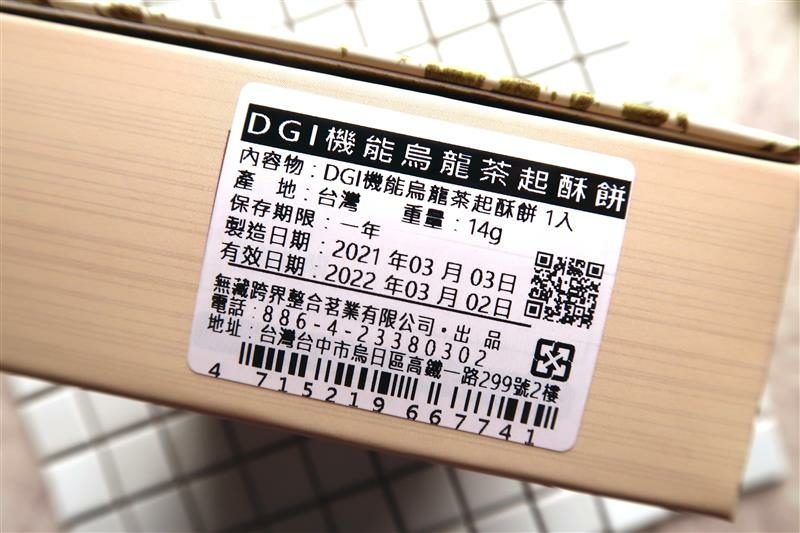 DGI機能烏龍茶起酥餅
內容物：DGI機能烏龍茶起酥餅 1入
產 地：台灣 重量：14g
保存期限：一年
製造日期：2021 年 03 月 03日
有效日期：2022 年 03 月 02日
無藏跨界整合茗業有限公司・出 品
電話：886-4-23380302
地址：台灣台中市烏日區高鐵一路299號2樓
4 715219 667741